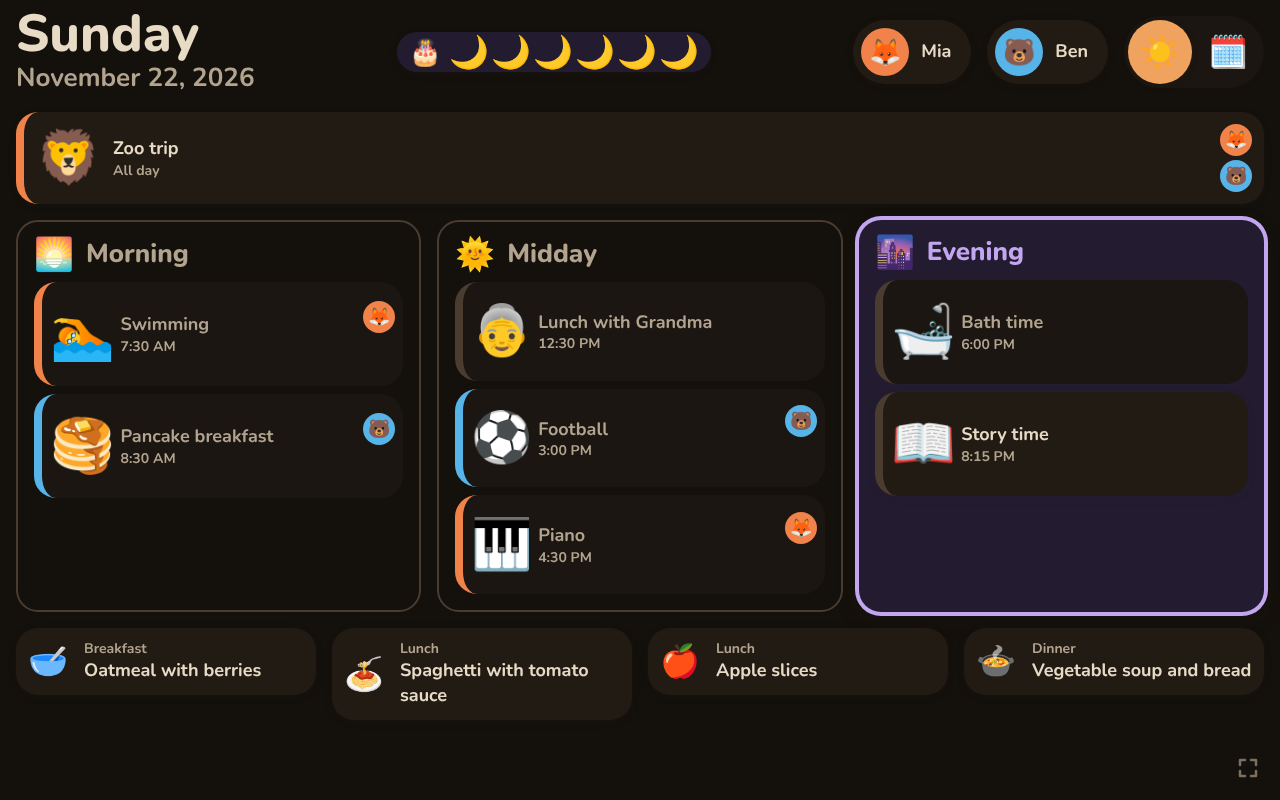 Sunday
November 22, 2026
Mia
Ben
Zoo trip
All day
Morning
Swimming
7:30 AM
Pancake breakfast
8:30 AM
Midday
Lunch with Grandma
12:30 PM
Football
3:00 PM
Piano
4:30 PM
Evening
Bath time
6:00 PM
Story time
8:15 PM
Breakfast
Oatmeal with berries
Lunch
Spaghetti with tomato
sauce
Lunch
Apple slices
Dinner
Vegetable soup and bread